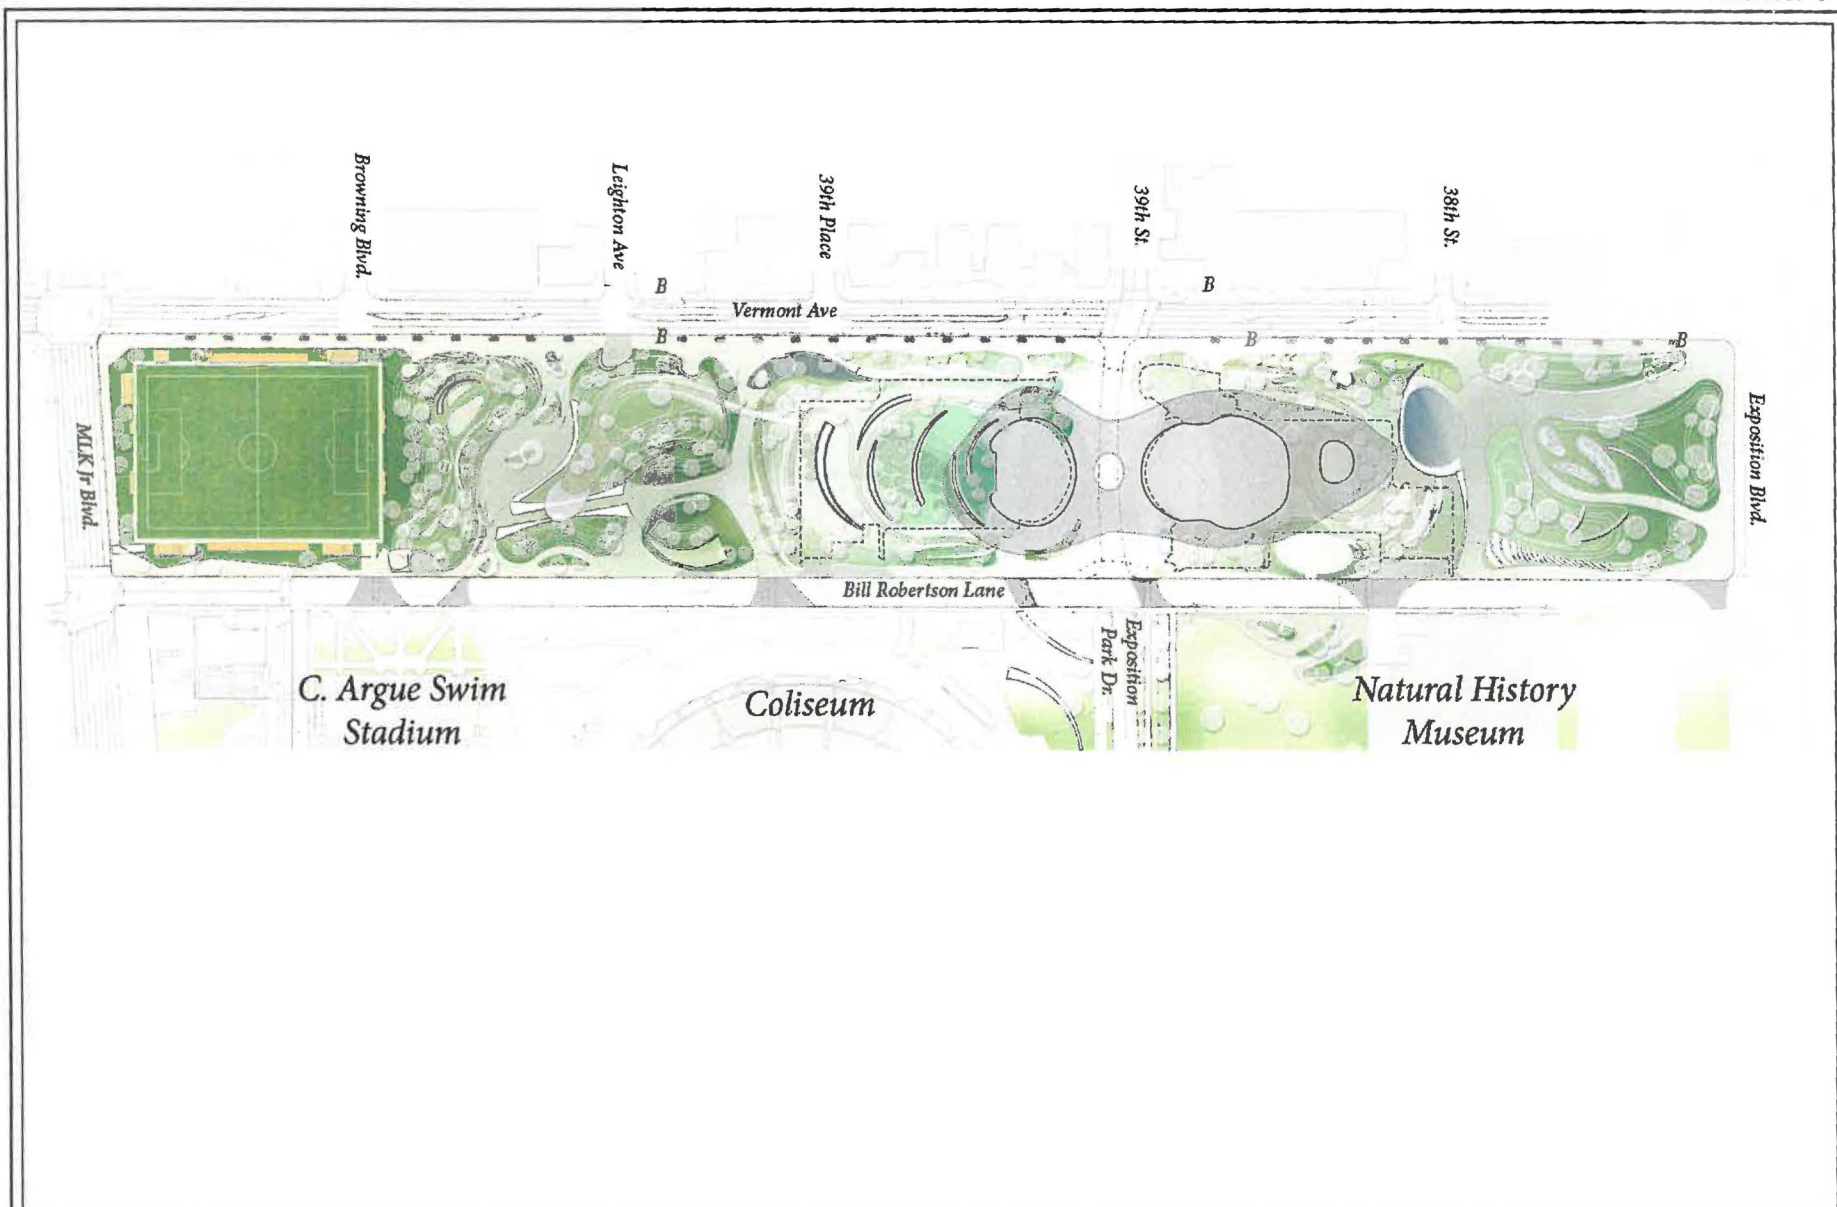 Browning Blvd.
Leighton Ave
39th Place
39th St.
38th St.
B
B
Vermont Ave
B
B
B
MLK Jr Blvd.
Exposition Blvd.
Bill Robertson Lane
Exposition
Park Dr.
C. Argue Swim
Stadium
Coliseum
Natural History
Museum